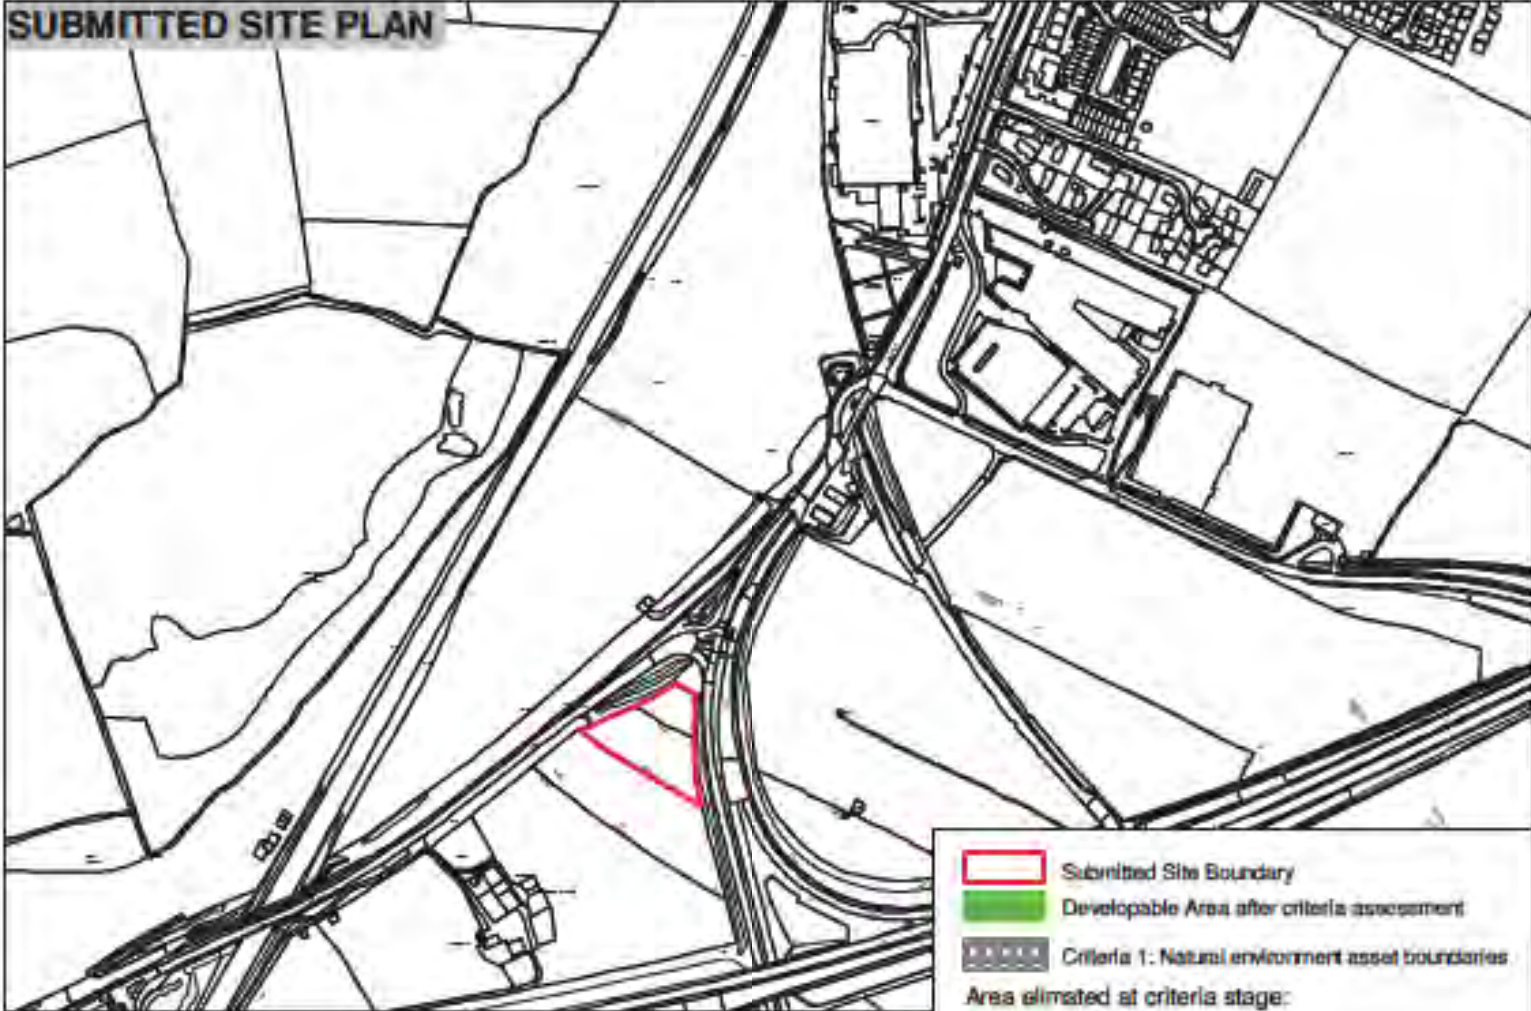 SUBMITTED SITE PLAN
Submitted Site Boundary
Developable Area after criteria assessment
Criteria 1: Natural environment asset boundaries
Area elimated at criteria stage: